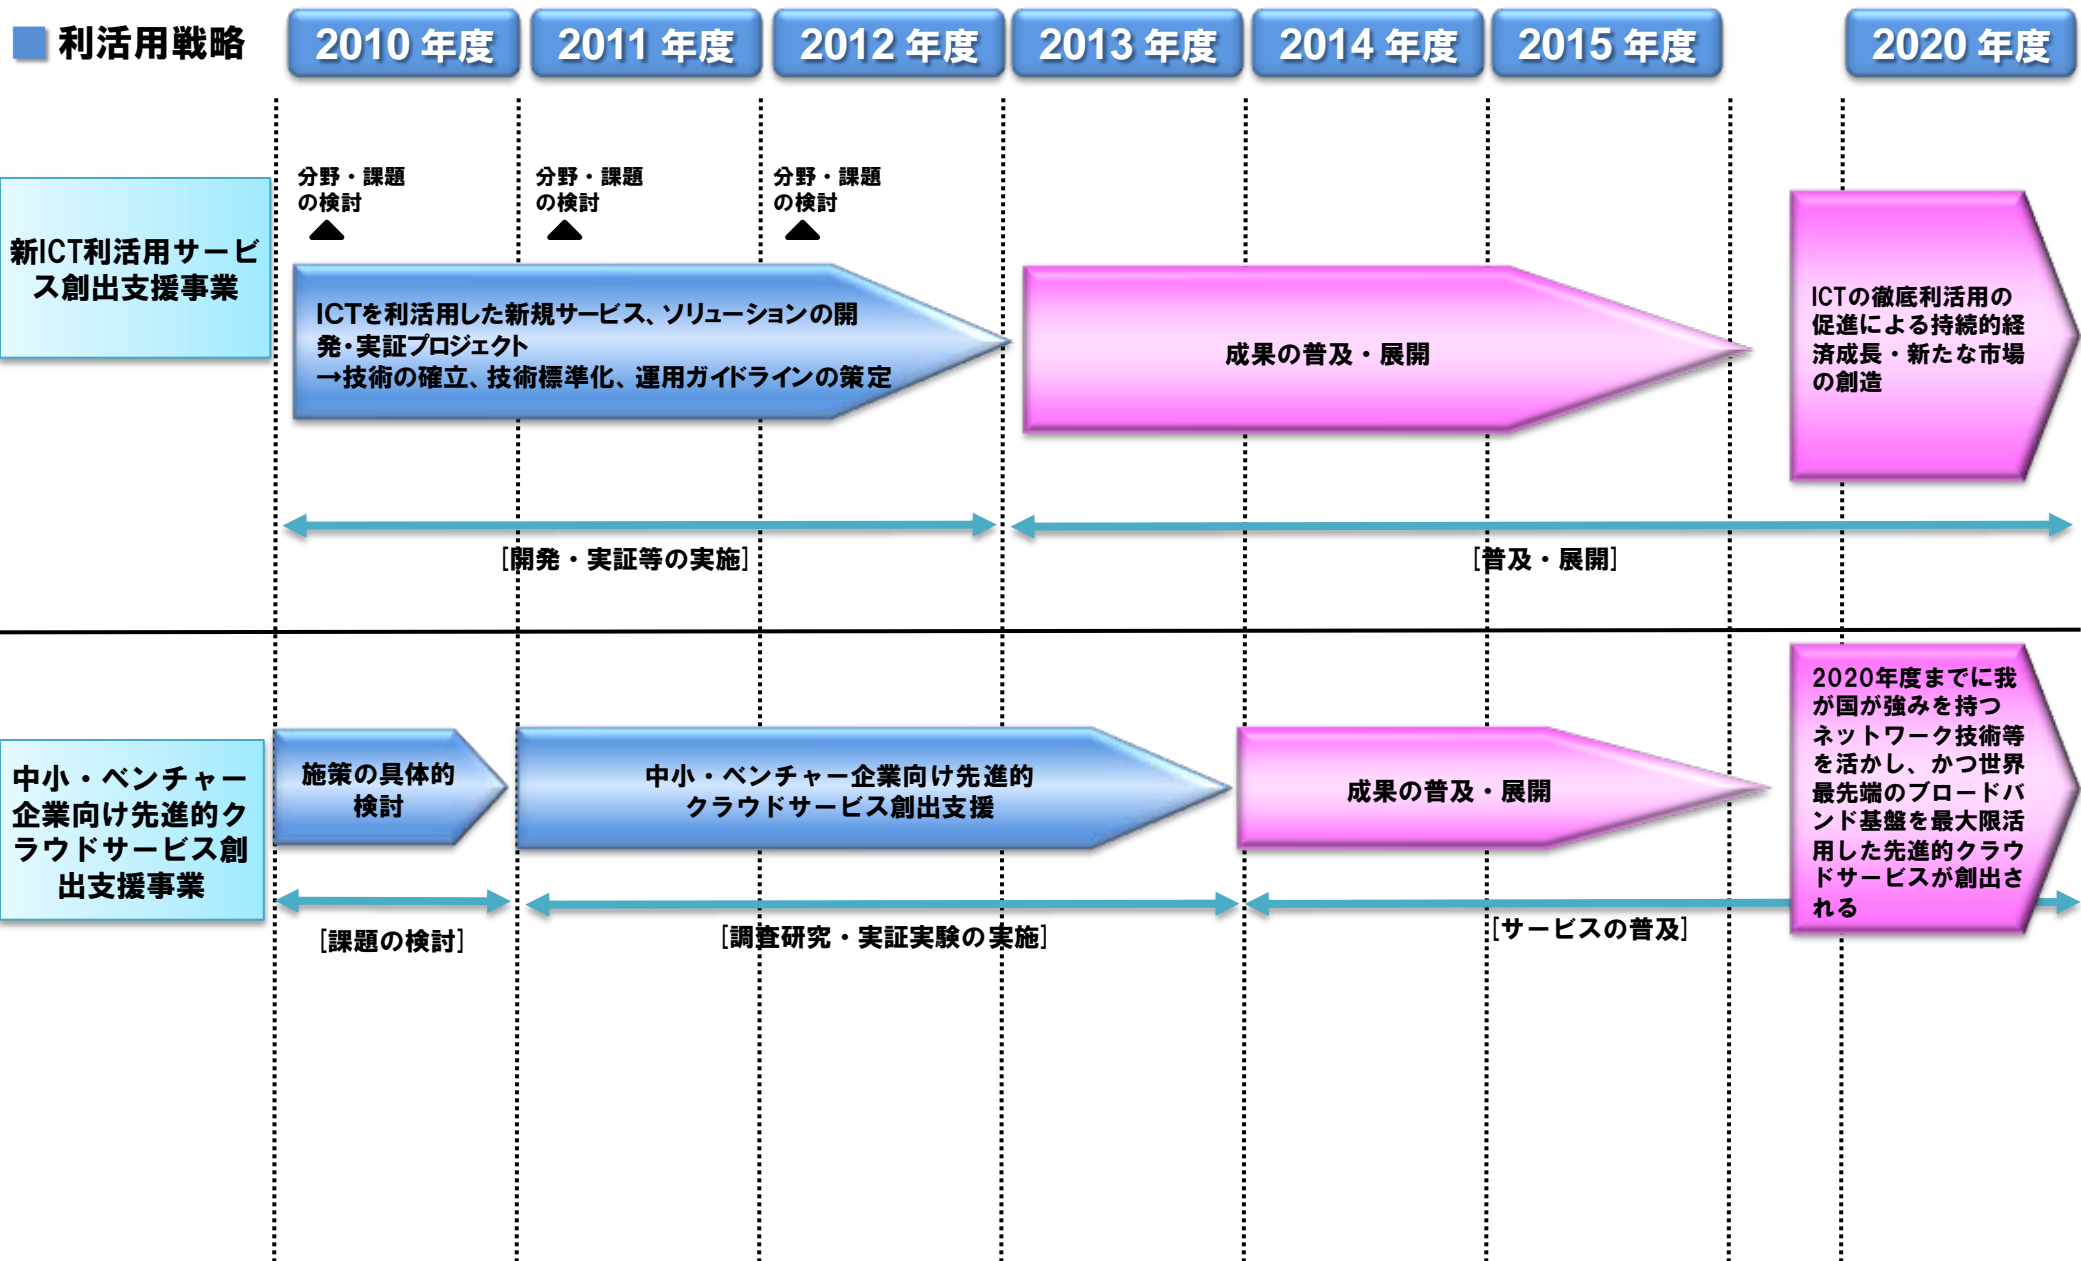 利活用戦略
2010 年度
2011 年度
2012 年度
2013 年度
2014 年度
2015 年度
2020 年度
新ICT利活用サービ
ス創出支援事業
分野・課題
の検討
分野・課題
の検討
分野・課題
の検討
ICTを利活用した新規サービス、ソリューションの開
発・実証プロジェクト
→技術の確立、技術標準化、運用ガイドラインの策定
成果の普及・展開
ICTの徹底利活用の
促進による持続的経
済成長・新たな市場
の創造
[開発・実証等の実施]
[普及・展開]
中小・ベンチャー
企業向け先進的ク
ラウドサービス創
出支援事業
施策の具体的
検討
中小・ベンチャー企業向け先進的
クラウドサービス創出支援
成果の普及・展開
2020年度までに我
が国が強みを持つ
ネットワーク技術等
を活かし、かつ世界
最先端のブロードバ
ンド基盤を最大限活
用した先進的クラウ
ドサービスが創出さ
れる
[課題の検討]
[調査研究・実証実験の実施]
[サービスの普及]